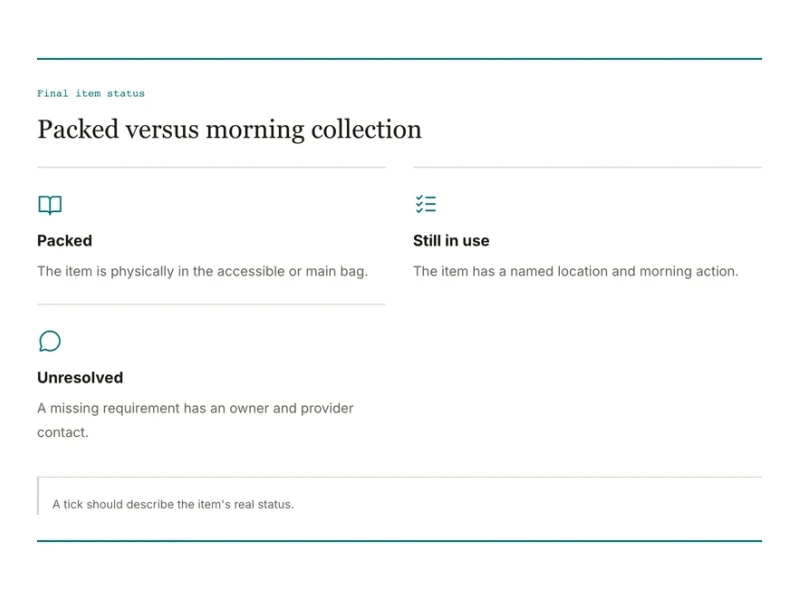 Final item status
Packed versus morning collection
Packed
The item is physically in the accessible or main bag.
Still in use
The item has a named location and morning action.
Unresolved
A missing requirement has an owner and provider
contact.
A tick should describe the item's real status.